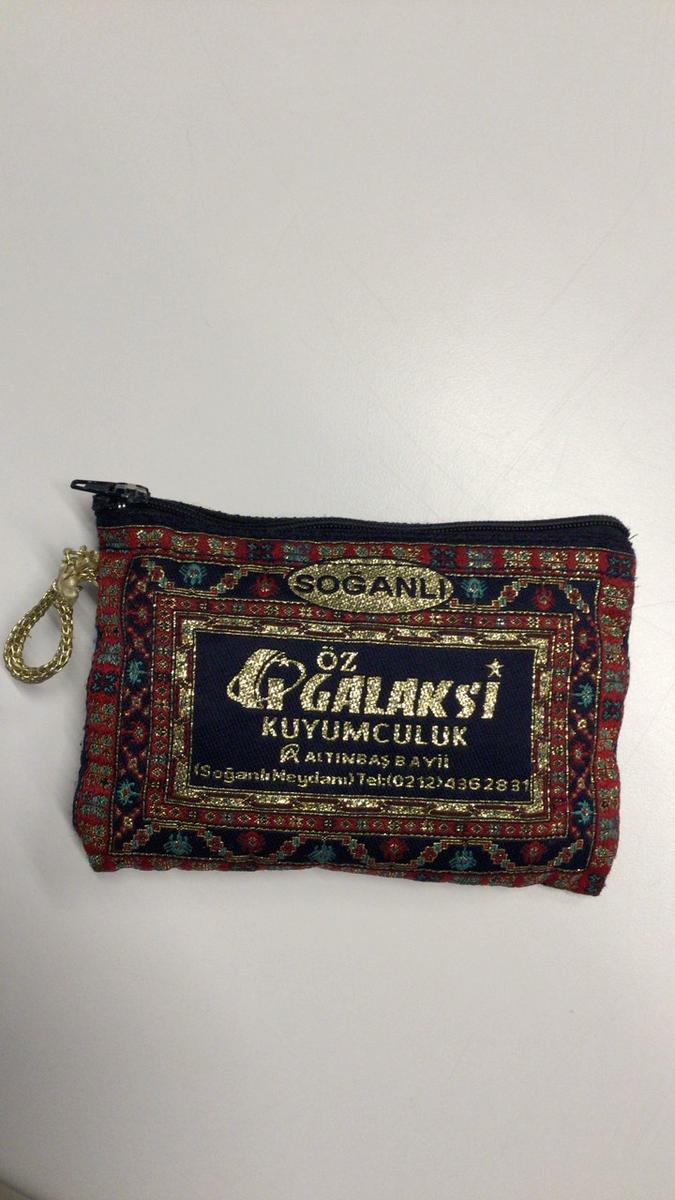 SOĞANLI
ÖZ
GALAKSİ
KUYUMCULUK
ALTINBAŞ BAYİİ
(Soğanlı Meydanı) Tel:(0212) 436 28 31